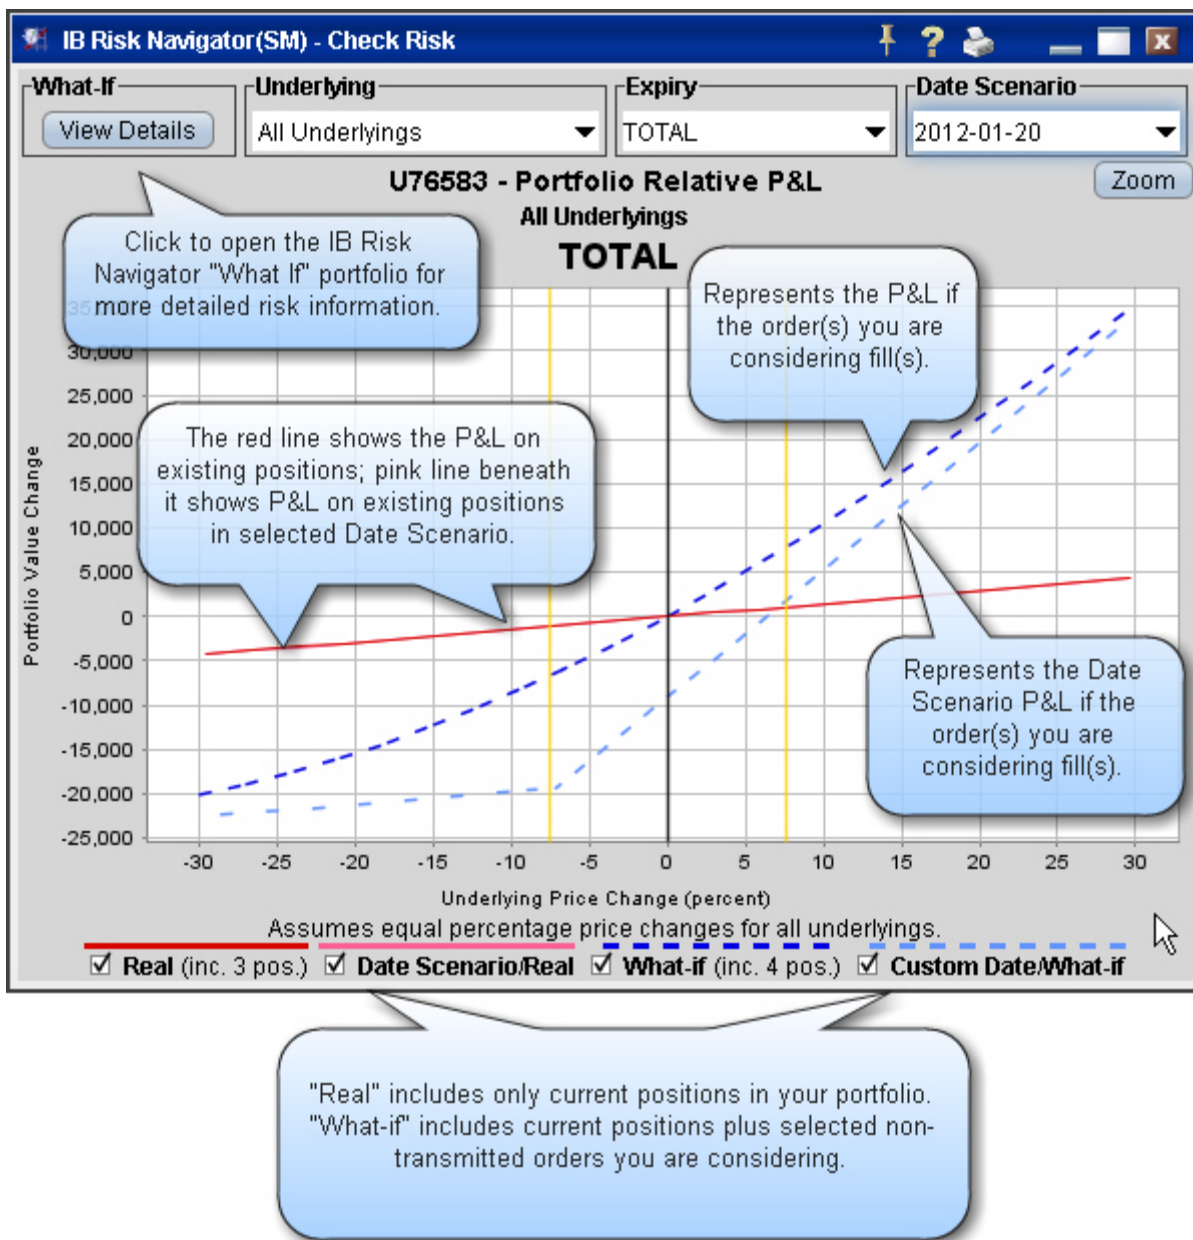 IB Risk Navigator(SM) - Check Risk
What-If
Underlying
Expiry
Date Scenario
View Details
All Underlyings
TOTAL
2012-01-20
U76583 - Portfolio Relative P&L
Zoom
All Underlyings
TOTAL
Click to open the IB Risk
Navigator "What If" portfolio for
more detailed risk information.
Represents the P&L if
the order(s) you are
considering fill(s).
The red line shows the P&L on
existing positions; pink line beneath
it shows P&L on existing positions
in selected Date Scenario.
Represents the Date
Scenario P&L if the
order(s) you are
considering fill(s).
Portfolio Value Change
35,000
30,000
25,000
20,000
15,000
10,000
5,000
0
-5,000
-10,000
-15,000
-20,000
-25,000
-30 -25 -20 -15 -10 -5 0 5 10 15 20 25 30
Underlying Price Change (percent)
Assumes equal percentage price changes for all underlyings.
Real (inc. 3 pos.) Date Scenario/Real What-if (inc. 4 pos.) Custom Date/What-if
"Real" includes only current positions in your portfolio.
"What-if" includes current positions plus selected non-
transmitted orders you are considering.